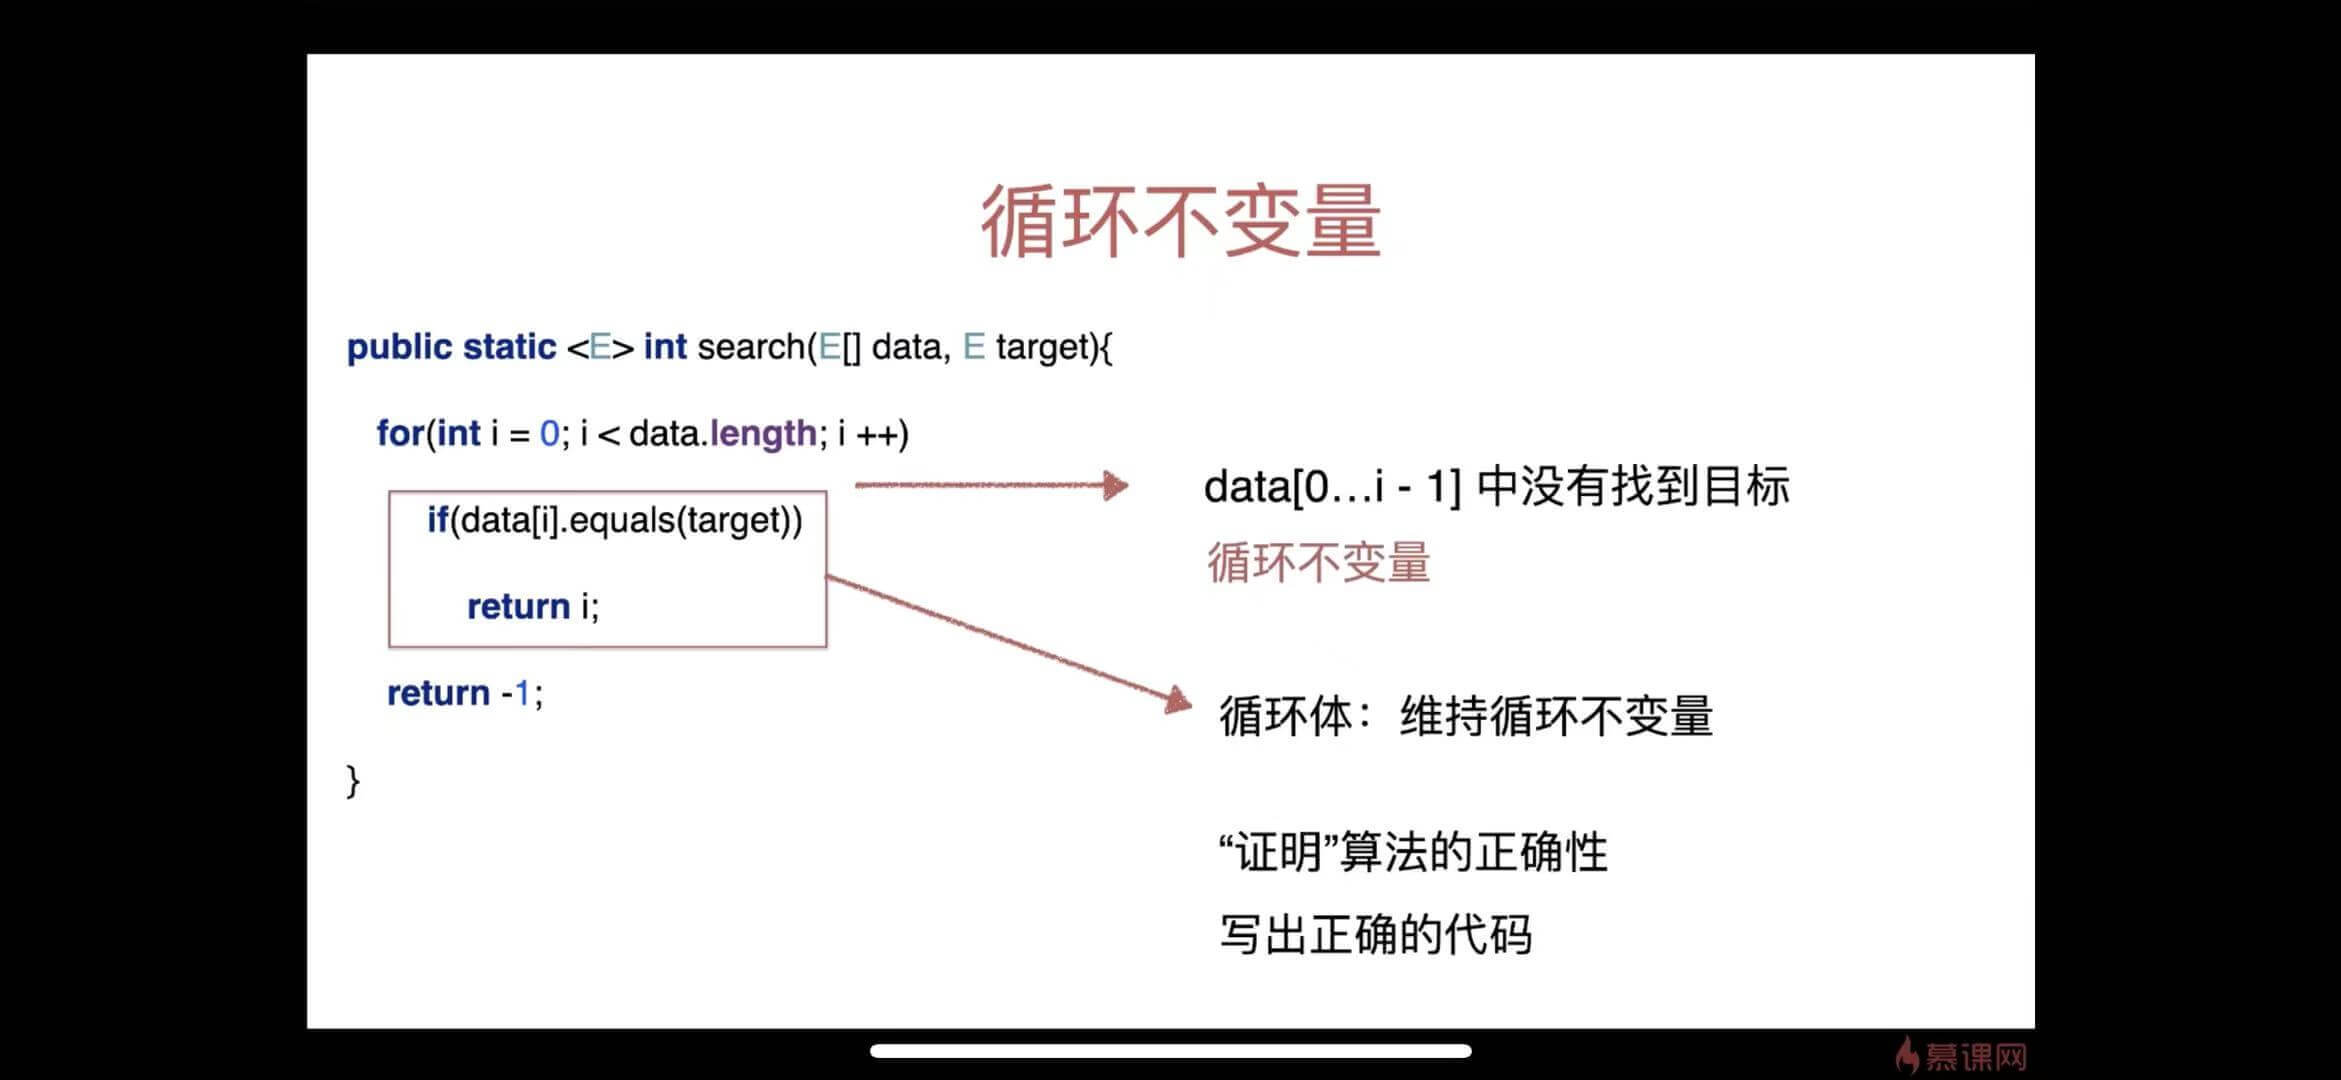 循环不变量
public static <E> int search(E[] data, E target){
for(int i = 0; i < data.length; i ++)
if(data[i].equals(target))
return i;
return -1;
}
data[0...i - 1] 中没有找到目标
循环不变量
循环体：维持循环不变量
“证明”算法的正确性
写出正确的代码
慕课网